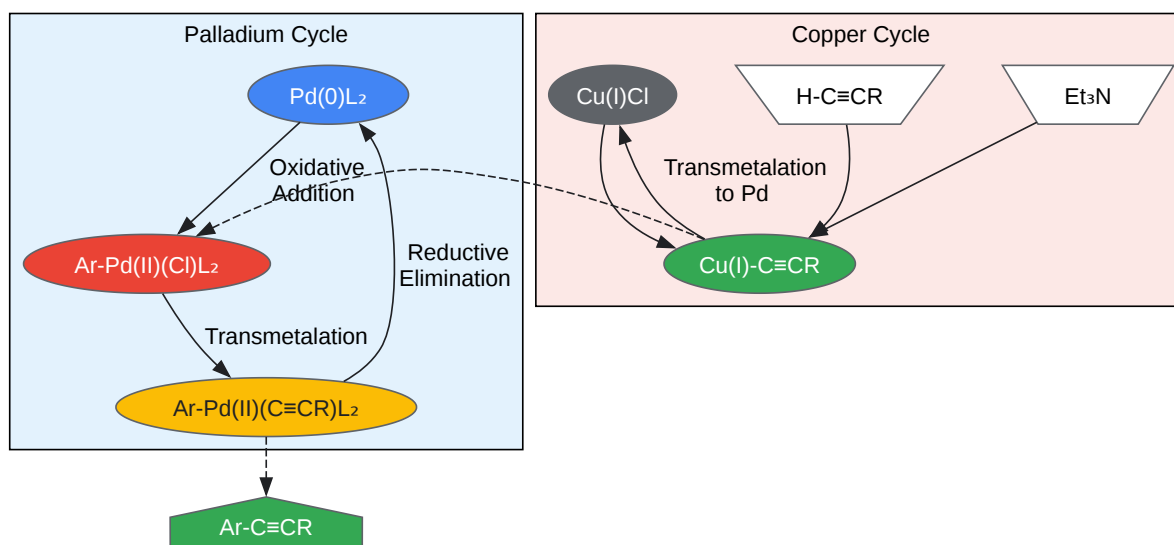 Palladium Cycle
Pd(0)L₂
Oxidative
Addition
Ar-Pd(II)(Cl)L₂
Reductive
Elimination
Transmetalation
Ar-Pd(II)(C≡CR)L₂
Ar-C≡CR
Copper Cycle
Cu(I)Cl
H-C≡CR
Et₃N
Transmetalation
to Pd
Cu(I)-C≡CR